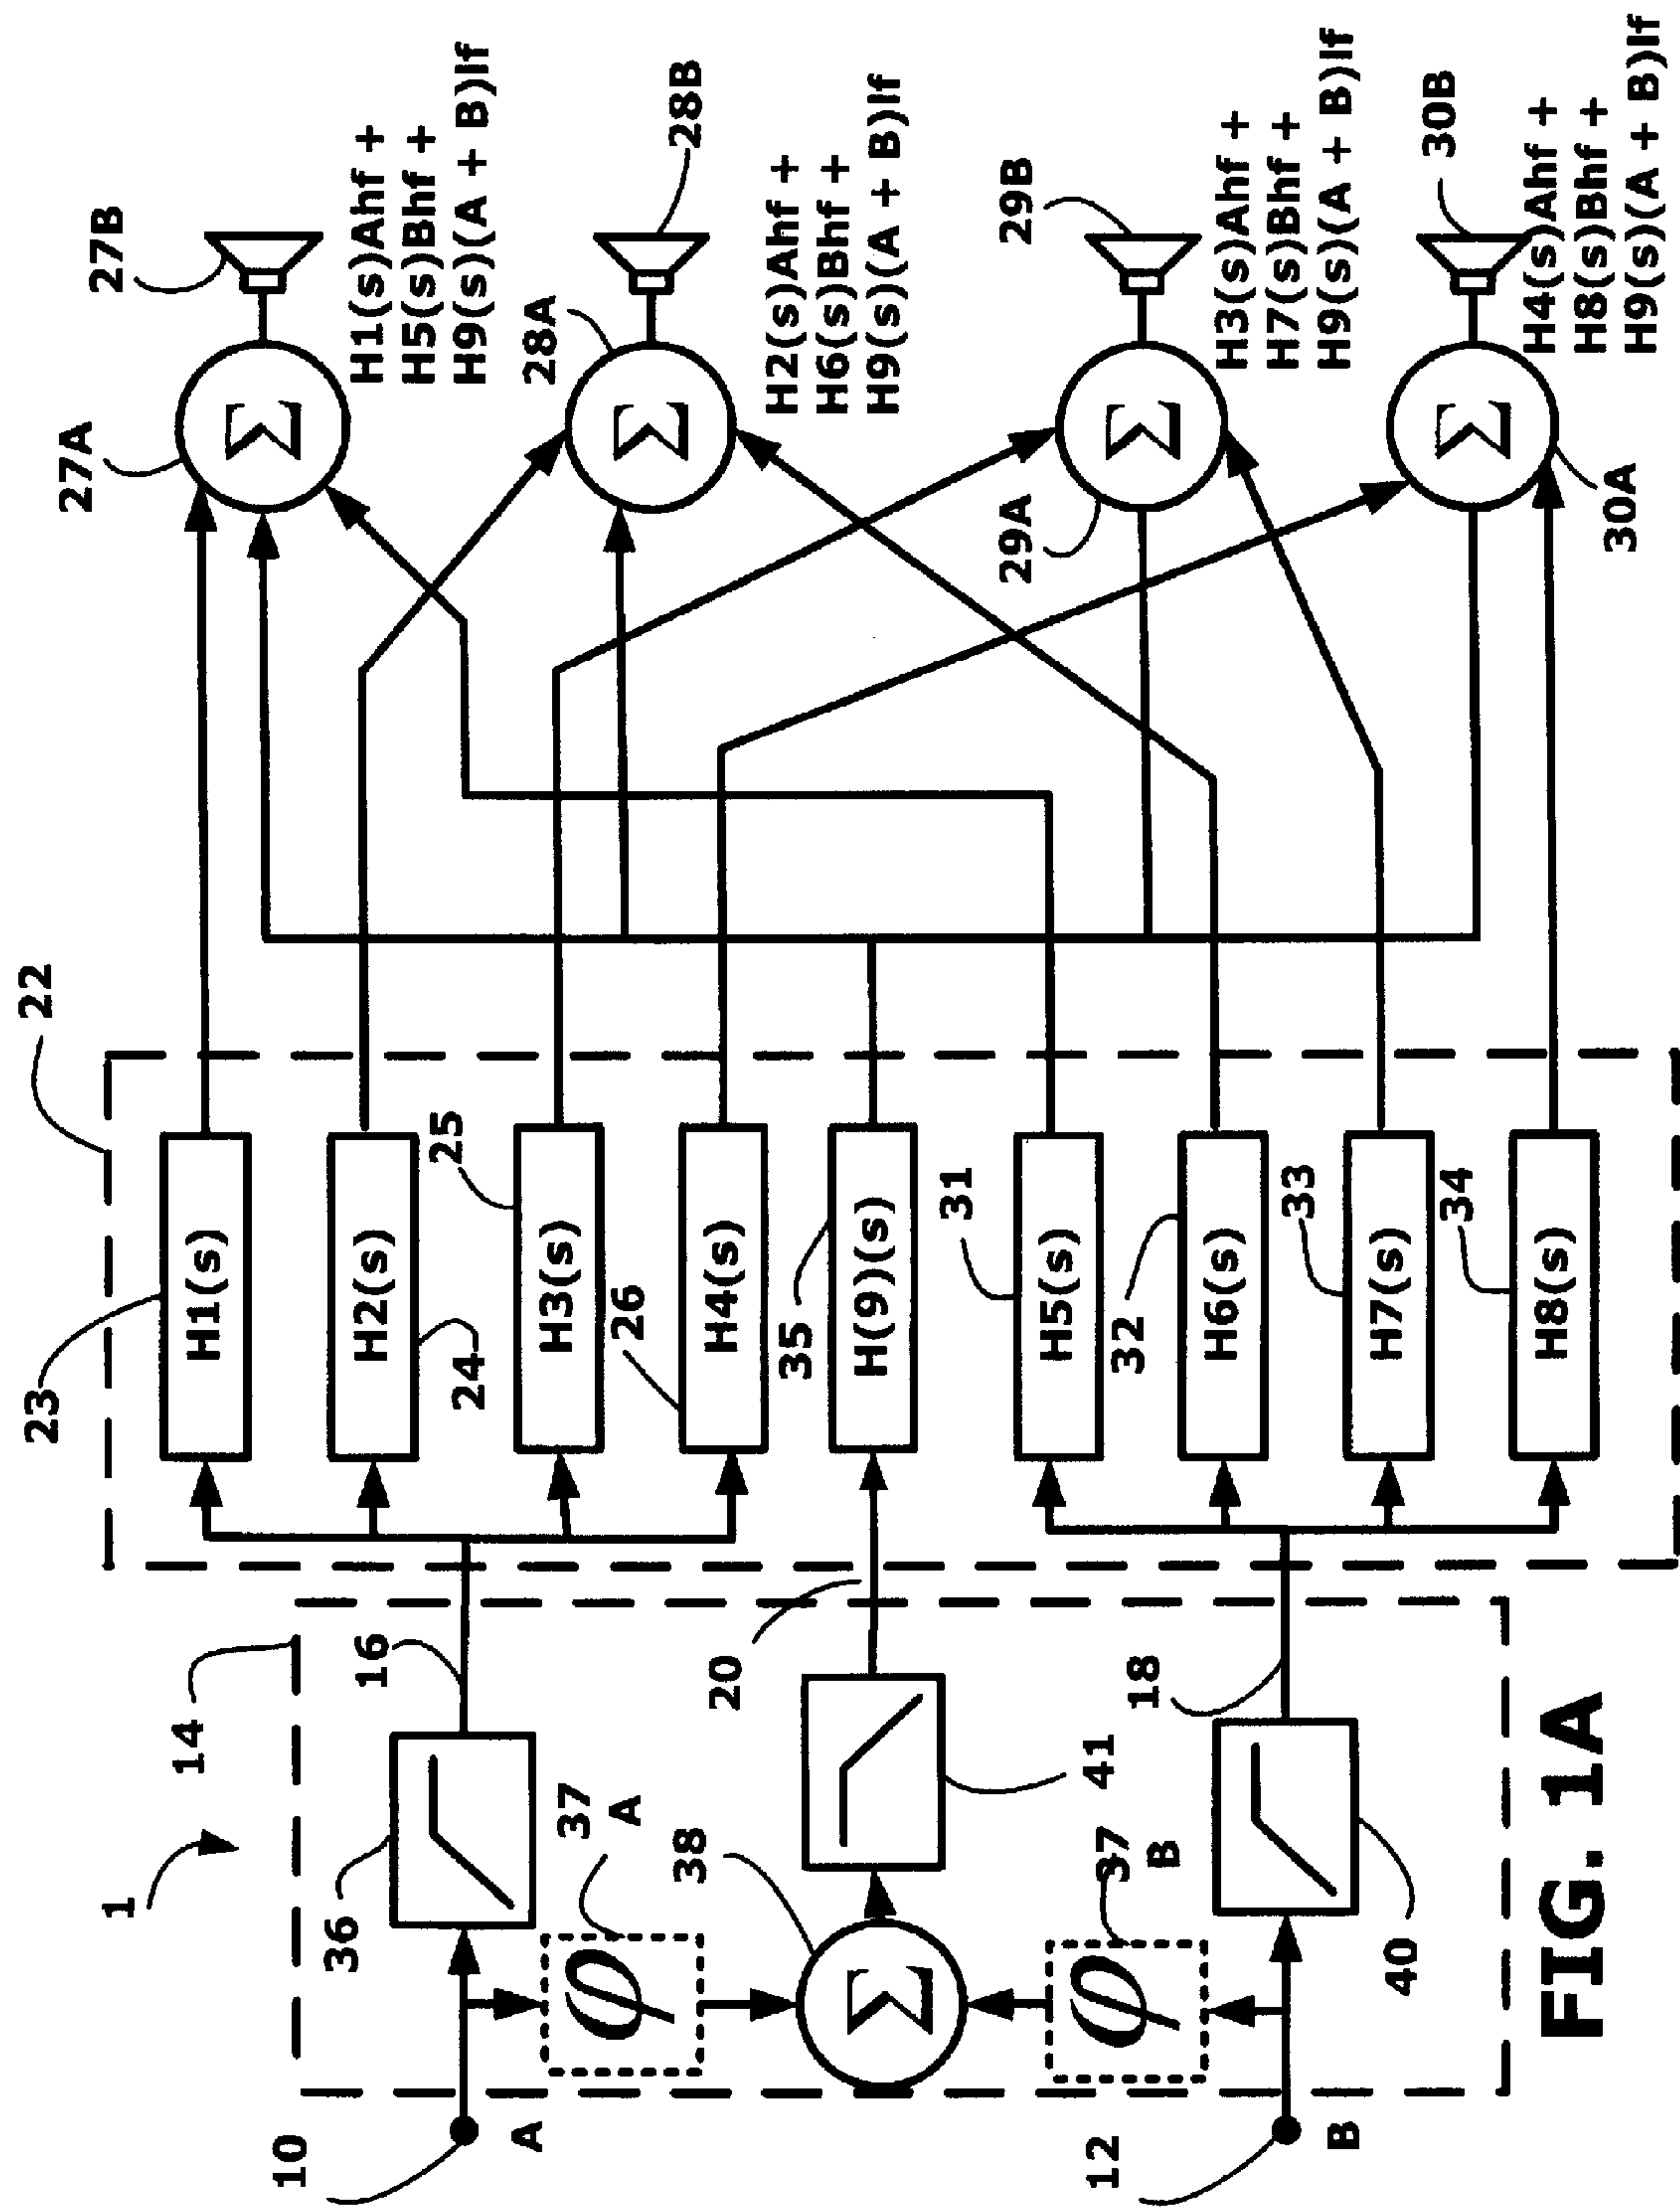 1
14
22
10
A
12
B
36
37
A
38
37
B
40
41
16
20
18
23
H1(s)
24
H2(s)
25
H3(s)
26
H4(s)
35
H(9)(s)
31
H5(s)
32
H6(s)
33
H7(s)
34
H8(s)
φ
φ
Σ
27A
Σ
27B
H1(s)Ahf +
H5(s)Bhf +
H9(s)(A + B)lf
28A
Σ
28B
H2(s)Ahf +
H6(s)Bhf +
H9(s)(A + B)lf
29A
Σ
29B
H3(s)Ahf +
H7(s)Bhf +
H9(s)(A + B)lf
30A
Σ
30B
H4(s)Ahf +
H8(s)Bhf +
H9(s)(A + B)lf
FIG. 1A